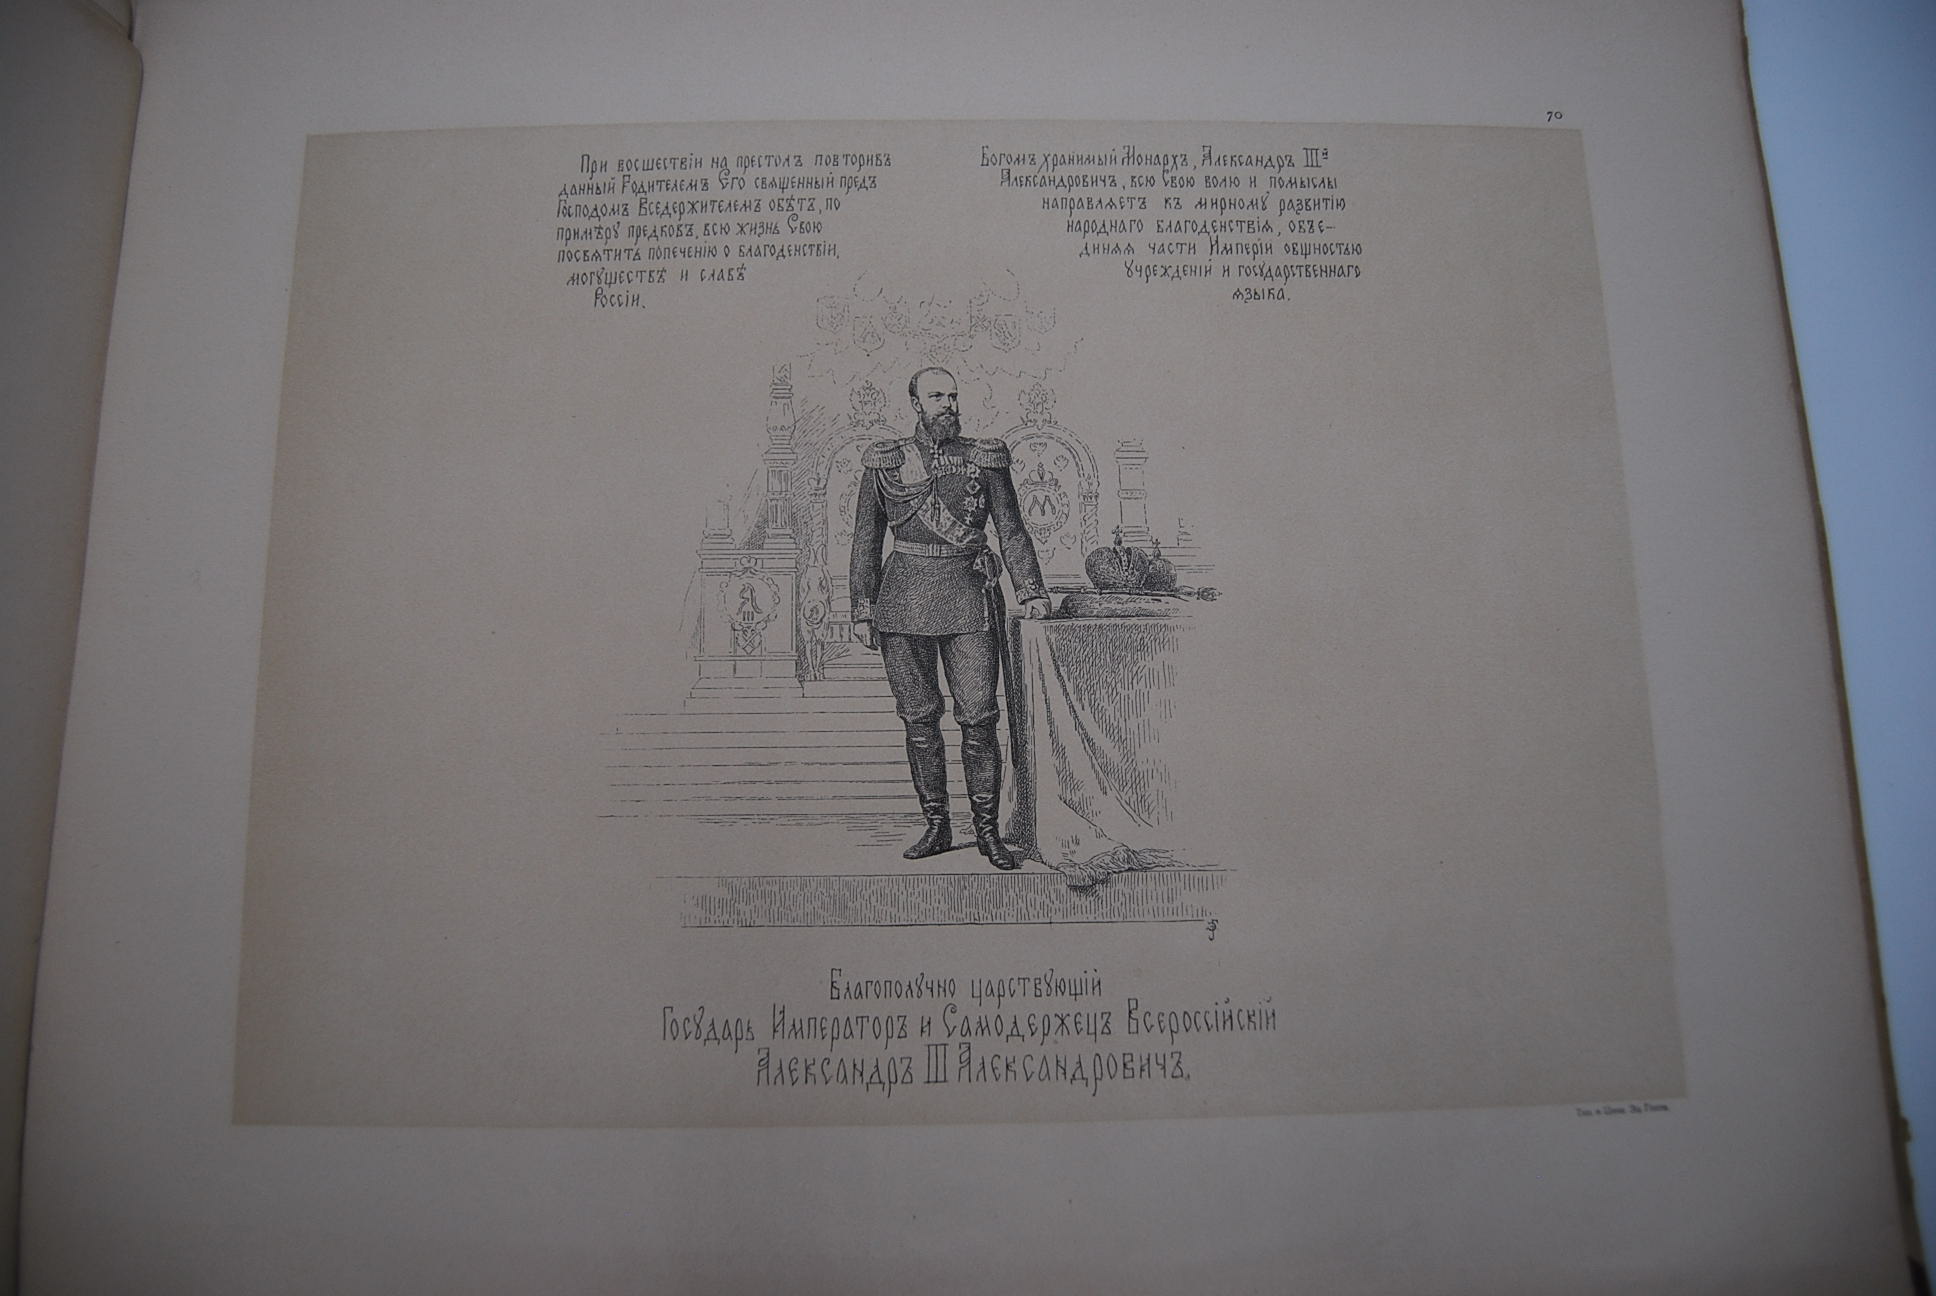 70
При восшествіи на престолъ повторивъ
данный Родителемъ Его священный предъ
Господомъ Вседержителемъ обѣтъ, по
примѣру предковъ, всю жизнь Свою
посвятить попеченію о благоденствіи,
могуществѣ и славѣ
Россіи.
Богомъ хранимый Монархъ, Александръ IIIй
Александровичъ, всю Свою волю и помыслы
направляетъ къ мирному развитію
народнаго благоденствія, объе-
диняя части Имперіи общностью
учрежденій и государственнаго
языка.
М
Благополучно царствующій
Государь Императоръ и Самодержецъ Всероссійскій
Александръ III Александровичъ.